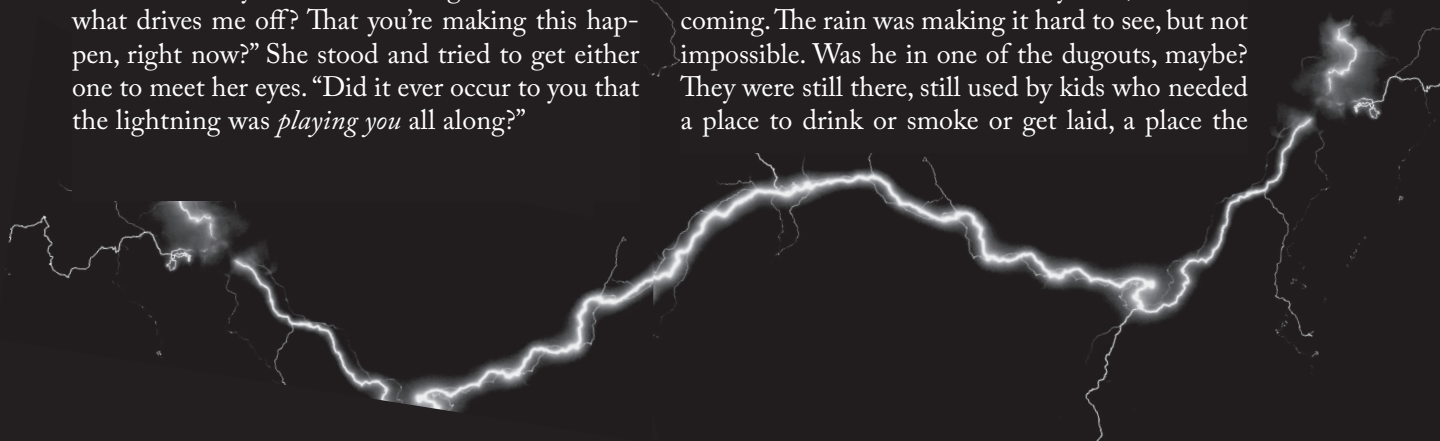 what drives me off? That you’re making this hap-
pen, right now?” She stood and tried to get either
one to meet her eyes. “Did it ever occur to you that
the lightning was playing you all along?”
coming. The rain was making it hard to see, but not
impossible. Was he in one of the dugouts, maybe?
They were still there, still used by kids who needed
a place to drink or smoke or get laid, a place the